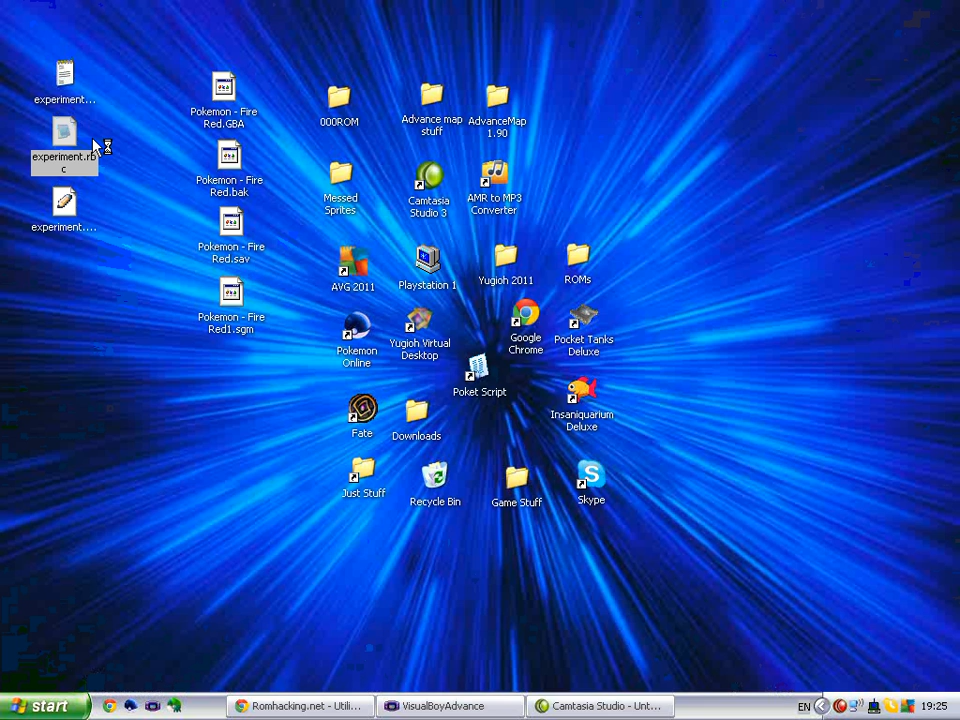 experiment...
experiment.rb
c
experiment....
Pokemon - Fire
Red.GBA
Pokemon - Fire
Red.bak
Pokemon - Fire
Red.sav
Pokemon - Fire
Red1.sgm
000ROM
Advance map
stuff
AdvanceMap
1.90
Messed
Sprites
Camtasia
Studio 3
AMR to MP3
Converter
AVG 2011
Playstation 1
Yugioh 2011
ROMs
Pokemon
Online
Yugioh Virtual
Desktop
Google
Chrome
Pocket Tanks
Deluxe
Poket Script
Insaniquarium
Deluxe
Fate
Downloads
Just Stuff
Recycle Bin
Game Stuff
S
Skype
start
Romhacking.net - Utili...
VisualBoyAdvance
Camtasia Studio - Unt...
EN
19:25